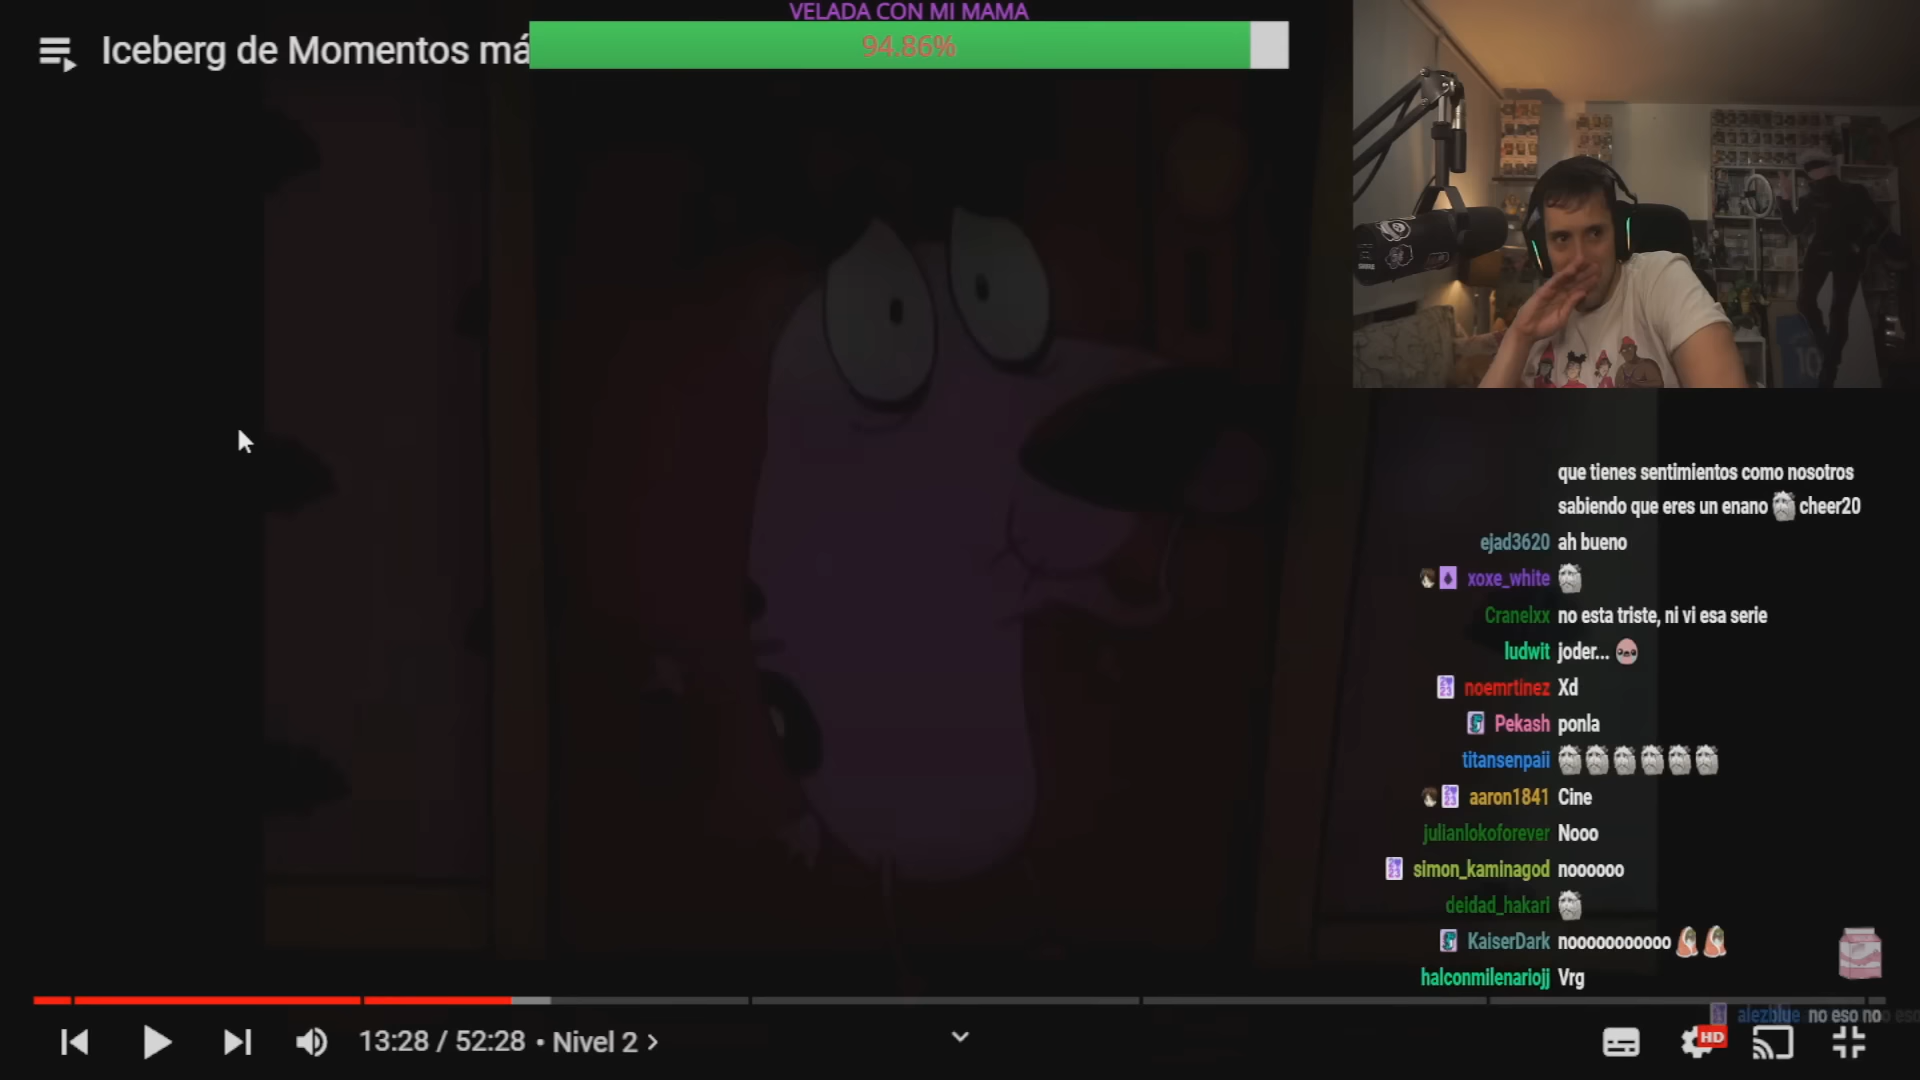 VELADA CON MI MAMA
Iceberg de Momentos má
94.86%
que tienes sentimientos como nosotros
sabiendo que eres un enano cheer20
ejad3620 ah bueno
xoxe_white
Cranelxx no esta triste, ni vi esa serie
ludwit joder...
noemrtinez Xd
Pekash ponla
titansenpaii
aaron1841 Cine
julianlokoforever Nooo
simon_kaminagod noooooo
deidad_hakari
KaiserDark nooooooooooo
halconmilenariojj Vrg
alezblue no eso no eso
13:28 / 52:28 • Nivel 2 >
HD
10